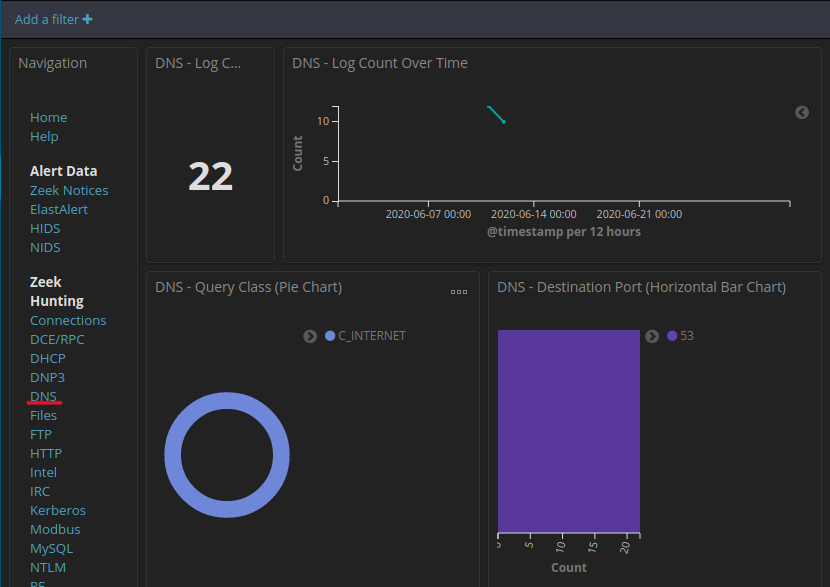 Add a filter +
Navigation
Home
Help
Alert Data
Zeek Notices
ElastAlert
HIDS
NIDS
Zeek
Hunting
Connections
DCE/RPC
DHCP
DNP3
DNS
Files
FTP
HTTP
Intel
IRC
Kerberos
Modbus
MySQL
NTLM
DNS - Log C...
22
DNS - Log Count Over Time
Count
10
5
0
2020-06-07 00:00 2020-06-14 00:00 2020-06-21 00:00
@timestamp per 12 hours
DNS - Query Class (Pie Chart)
C_INTERNET
DNS - Destination Port (Horizontal Bar Chart)
53
0 5 10 15 20
Count